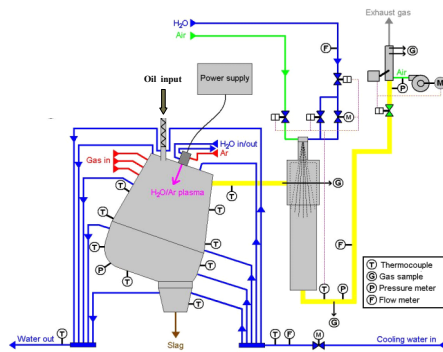 Exhaust gas
H₂O
Air
F
G
Oil input
Power supply
Air
M
P
M
H₂O in/out
Ar
Gas in
H₂O/Ar plasma
G
T
T
T
T
T
T
T
T
T
T
P
T
T
T
F
T
P
G
T Thermocouple
G Gas sample
P Pressure meter
F Flow meter
T
T
F
M
Water out
Slag
Cooling water in